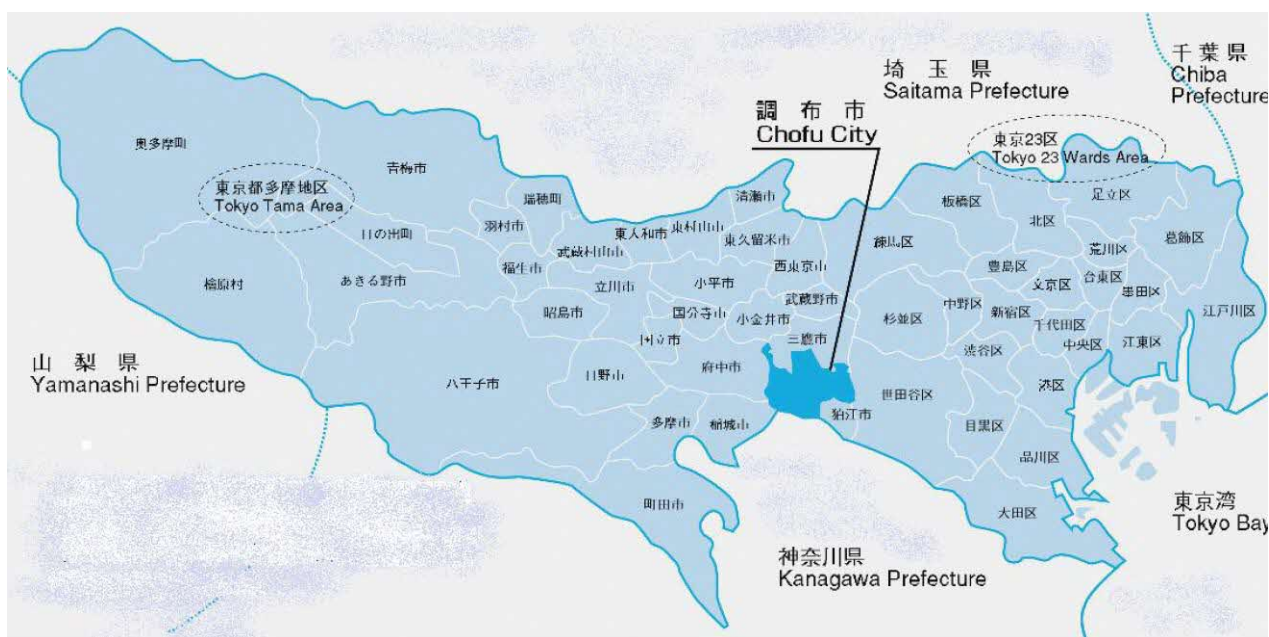 千葉県
Chiba
Prefecture
埼玉県
Saitama Prefecture
調布市
Chofu City
東京23区
Tokyo 23 Wards Area
奥多摩町
青梅市
東京都多摩地区
Tokyo Tama Area
瑞穂町
清瀬市
板橋区
足立区
北区
羽村市
東村山市
東久留米市
日の出町
武蔵村山市
練馬区
荒川区
葛飾区
福生市
西東京市
豊島区
檜原村
あきる野市
立川市
小平市
文京区
台東区
墨田区
昭島市
国分寺市
小金井市
武蔵野市
杉並区
中野区
新宿区
千代田区
江戸川区
国立市
三鷹市
渋谷区
中央区
江東区
山梨県
Yamanashi Prefecture
八王子市
日野市
府中市
世田谷区
港区
多摩市
稲城市
狛江市
目黒区
品川区
町田市
大田区
東京湾
Tokyo Bay
神奈川県
Kanagawa Prefecture